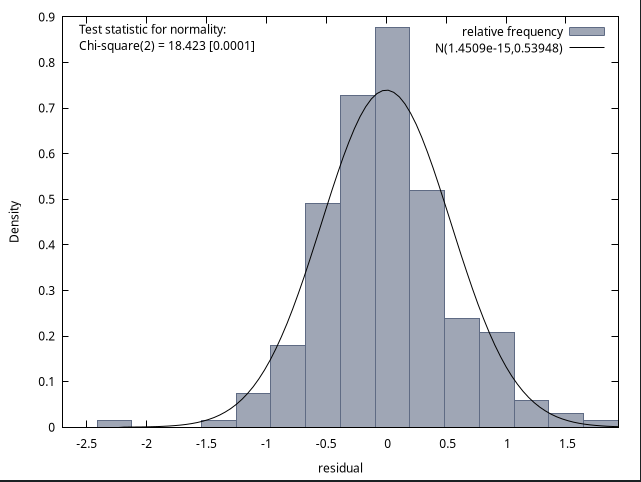 Test statistic for normality:
Chi-square(2) = 18.423 [0.0001]
relative frequency
N(1.4509e-15,0.53948)
0.9
0.8
0.7
0.6
0.5
0.4
0.3
0.2
0.1
0
Density
-2.5 -2 -1.5 -1 -0.5 0 0.5 1 1.5
residual